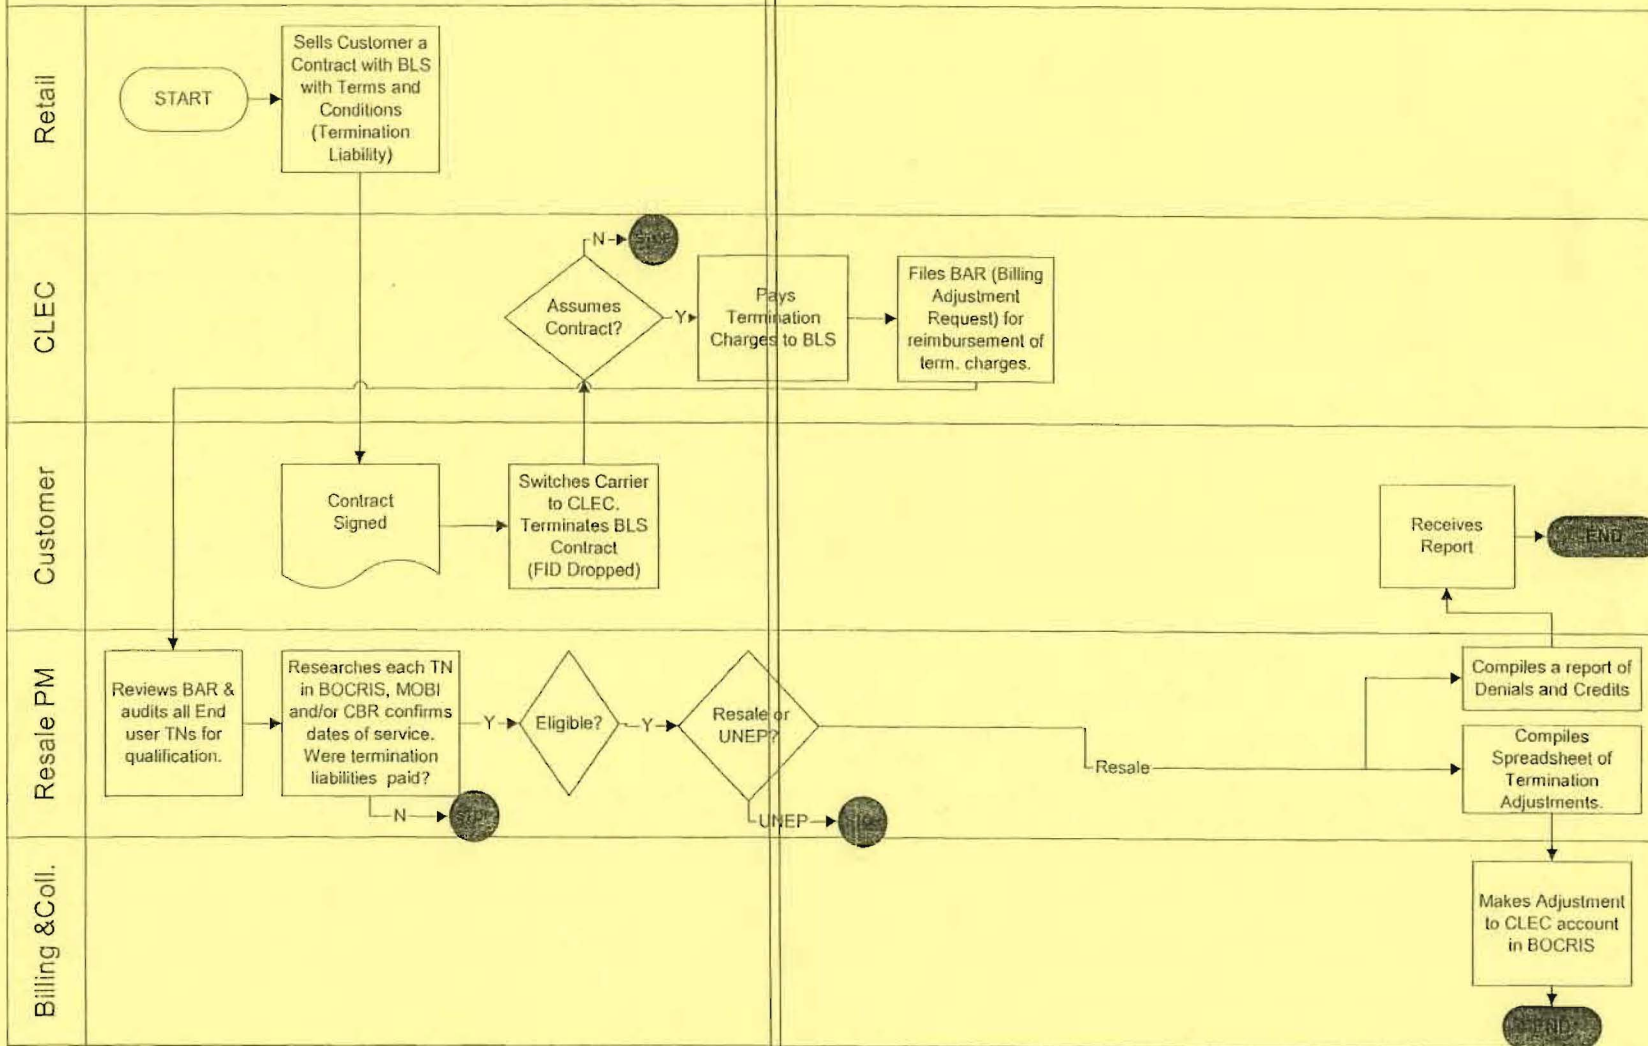 Retail
START
Sells Customer a
Contract with BLS
with Terms and
Conditions
(Termination
Liability)
CLEC
N
STOP
Assumes
Contract?
Y
Pays
Termination
Charges to BLS
Files BAR (Billing
Adjustment
Request) for
reimbursement of
term. charges.
Customer
Contract
Signed
Switches Carrier
to CLEC.
Terminates BLS
Contract
(FID Dropped)
Receives
Report
END
Resale PM
Reviews BAR &
audits all End
user TNs for
qualification.
Researches each TN
in BOCRIS, MOBI
and/or CBR confirms
dates of service.
Were termination
liabilities paid?
Y
N
STOP
Eligible?
Y
Resale or
UNEP?
UNEP
Resale
Compiles a report of
Denials and Credits
Compiles
Spreadsheet of
Termination
Adjustments.
Billing &Coll.
Makes Adjustment
to CLEC account
in BOCRIS
END